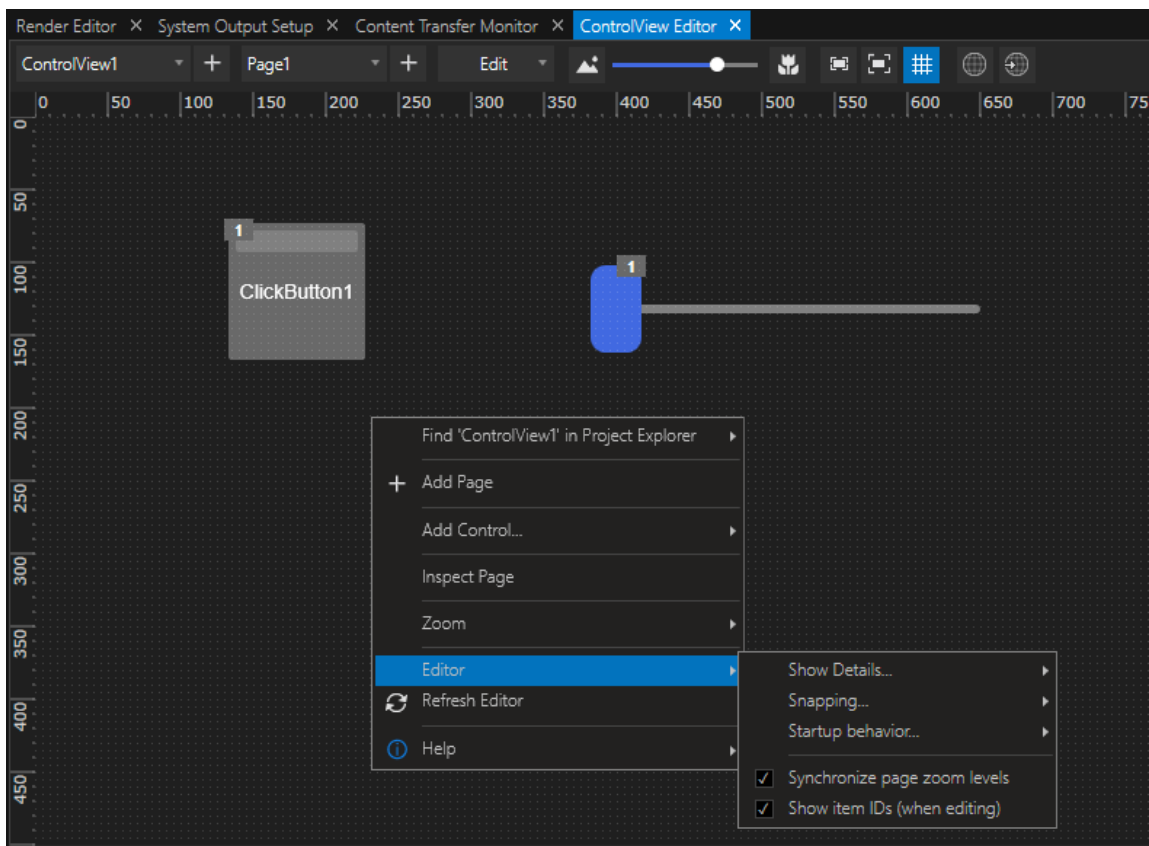 Render Editor System Output Setup Content Transfer Monitor ControlView Editor
ControlView1 Page1 Edit
0 50 100 150 200 250 300 350 400 450 500 550 600 650 700 75
0
50
100
150
200
250
300
350
400
450
1
ClickButton1
1
Find 'ControlView1' in Project Explorer
Add Page
Add Control...
Inspect Page
Zoom
Editor
Refresh Editor
Help
Show Details...
Snapping...
Startup behavior...
Synchronize page zoom levels
Show item IDs (when editing)